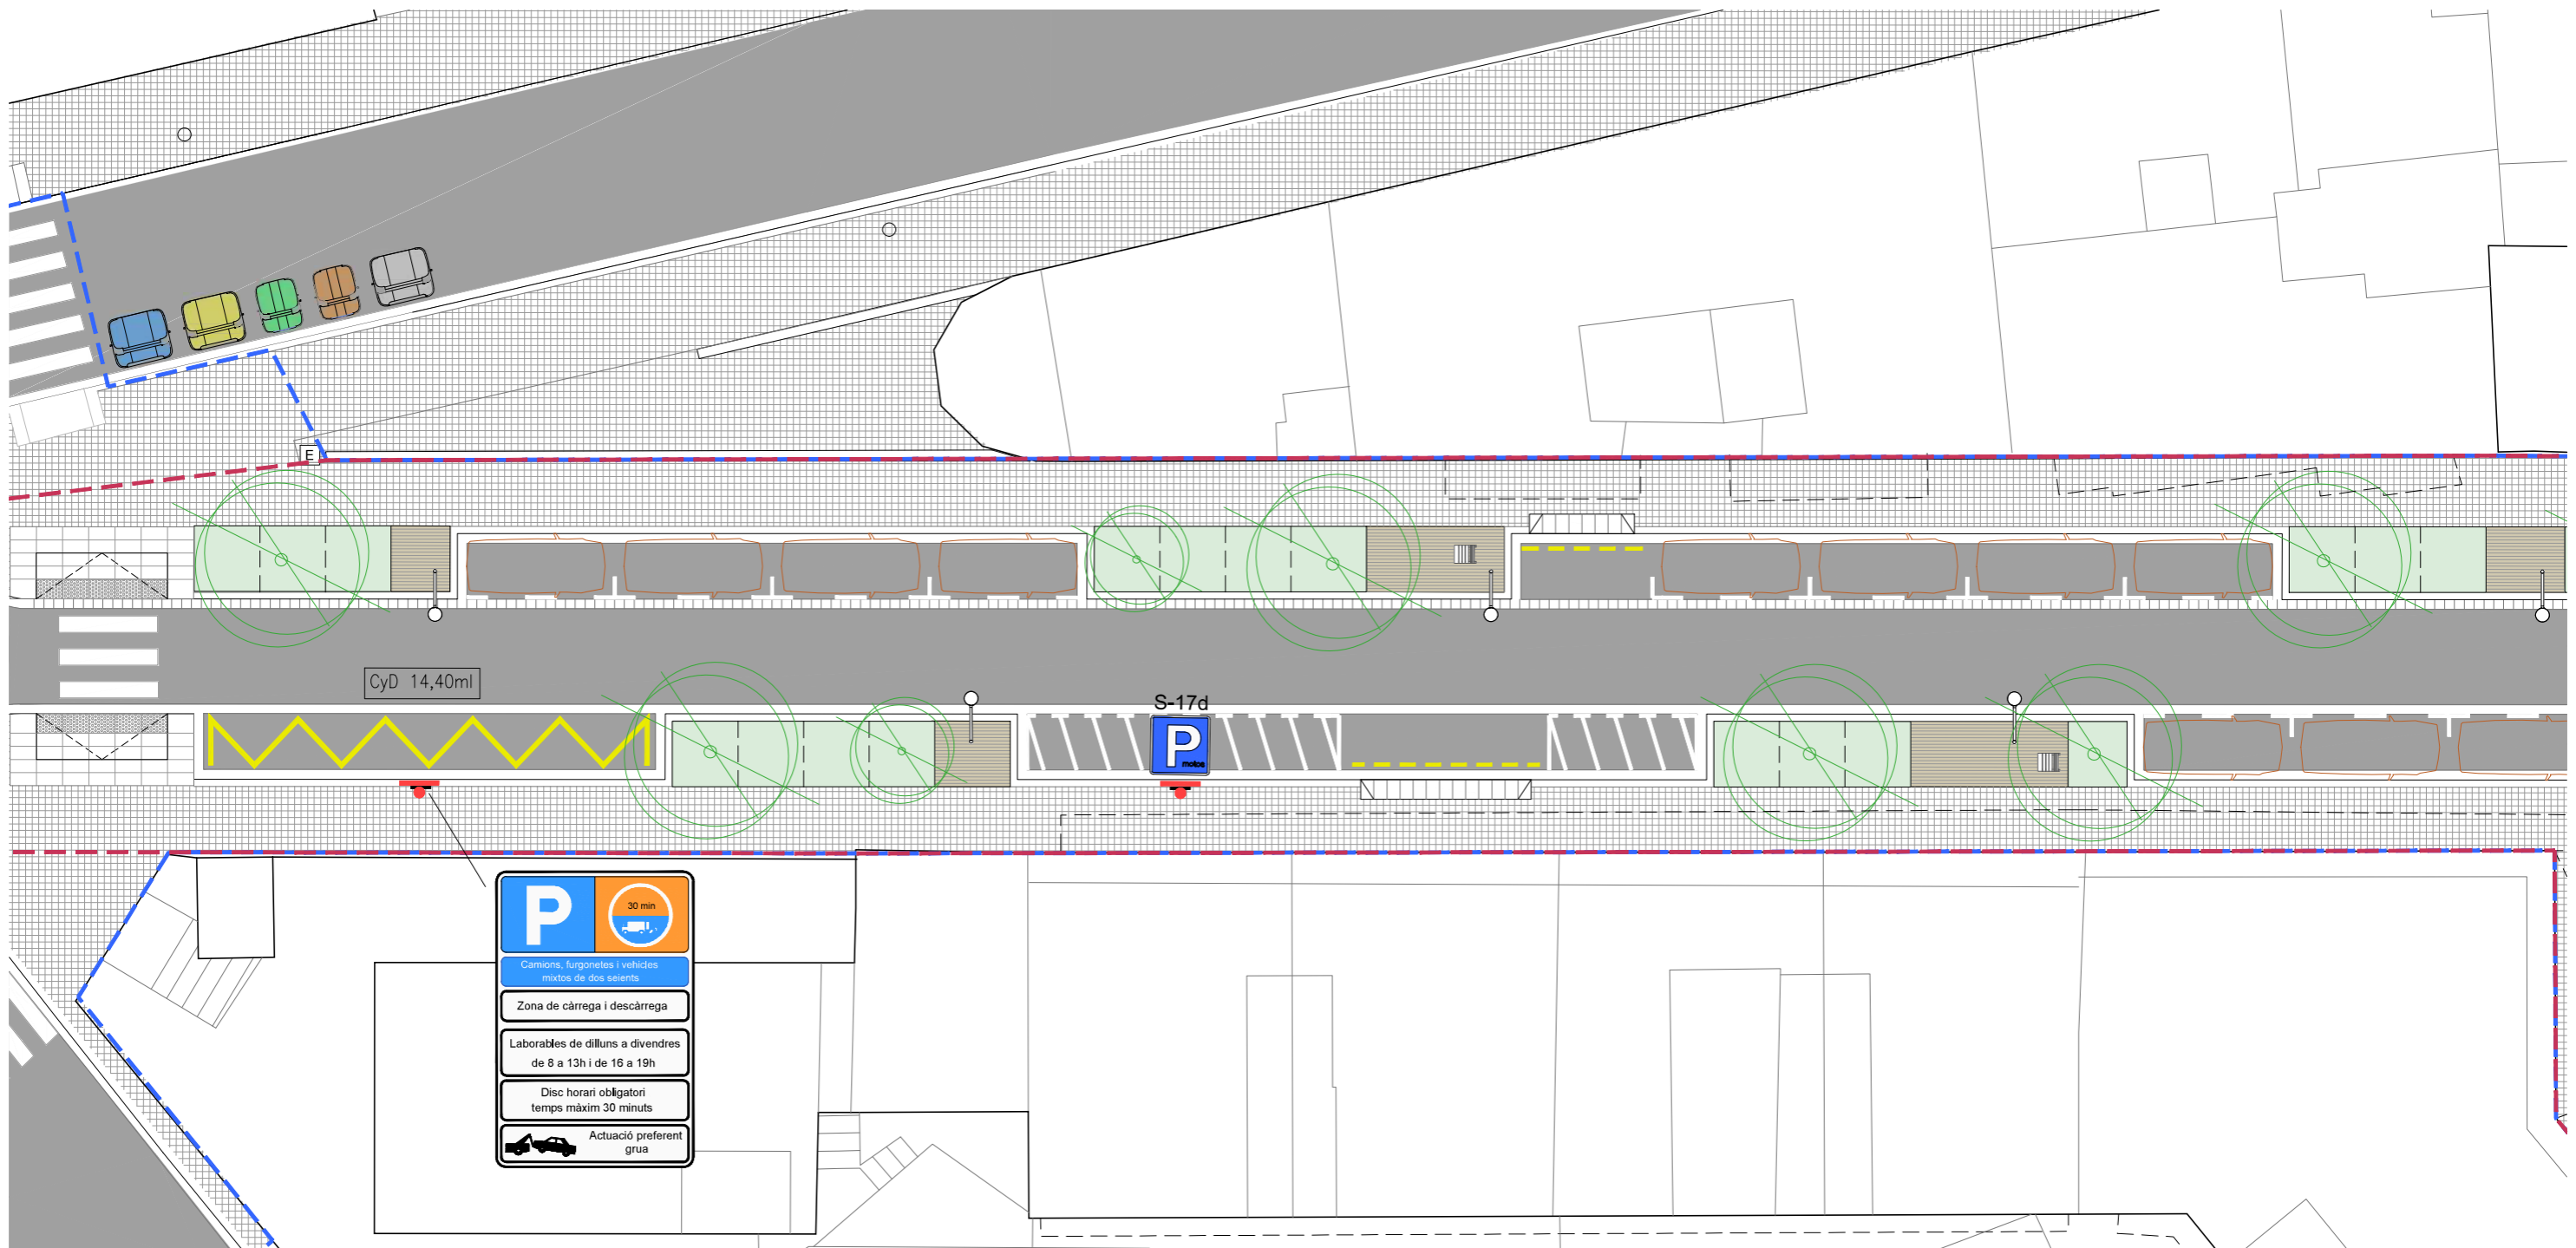 E
CyD 14,40ml
S-17d
P
motos
P
30 min
Camions, furgonetes i vehicles
mixtos de dos seients
Zona de càrrega i descàrrega
Laborables de dilluns a divendres
de 8 a 13h i de 16 a 19h
Disc horari obligatori
temps màxim 30 minuts
Actuació preferent
grua